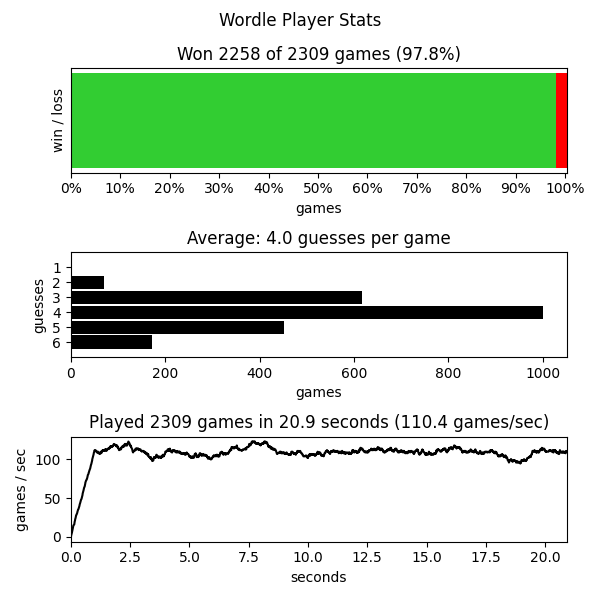 Wordle Player Stats
Won 2258 of 2309 games (97.8%)
win / loss
0% 10% 20% 30% 40% 50% 60% 70% 80% 90% 100%
games
Average: 4.0 guesses per game
guesses
1
2
3
4
5
6
0 200 400 600 800 1000
games
Played 2309 games in 20.9 seconds (110.4 games/sec)
games / sec
100
50
0
0.0 2.5 5.0 7.5 10.0 12.5 15.0 17.5 20.0
seconds